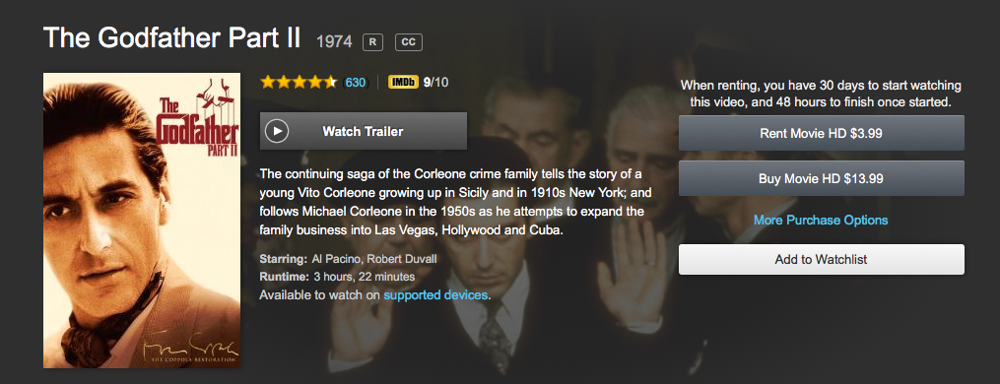 The Godfather Part II 1974 R CC
The
Godfather
PART II
THE COPPOLA RESTORATION
(630) IMDb 9/10
Watch Trailer
The continuing saga of the Corleone crime family tells the story of a
young Vito Corleone growing up in Sicily and in 1910s New York; and
follows Michael Corleone in the 1950s as he attempts to expand the
family business into Las Vegas, Hollywood and Cuba.
Starring: Al Pacino, Robert Duvall
Runtime: 3 hours, 22 minutes
Available to watch on supported devices.
When renting, you have 30 days to start watching
this video, and 48 hours to finish once started.
Rent Movie HD $3.99
Buy Movie HD $13.99
More Purchase Options
Add to Watchlist